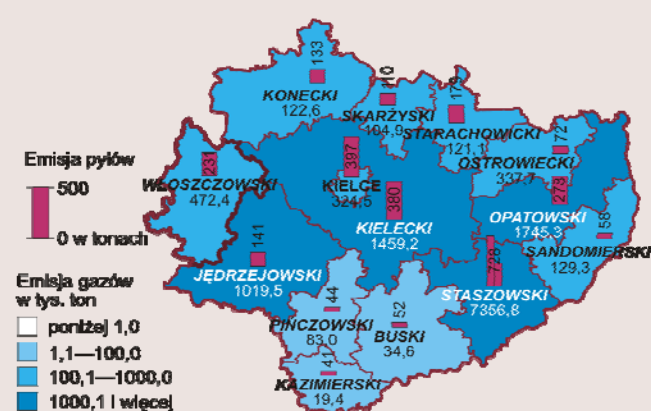 133
KONECKI
122,6
110
SKARŻYSKI
104,9
179
STARACHOWICKI
121,1
72
OSTROWIECKI
337,7
231
WŁOSZCZOWSKI
472,4
397
KIELCE
324,5
380
KIELECKI
1459,2
273
OPATOWSKI
1745,3
58
SANDOMIERSKI
129,3
141
JĘDRZEJOWSKI
1019,5
728
STASZOWSKI
7356,8
44
PIŃCZOWSKI
83,0
52
BUSKI
34,6
41
KAZIMIERSKI
19,4
Emisja pyłów
500
0 w tonach
Emisja gazów
w tys. ton
poniżej 1,0
1,1—100,0
100,1—1000,0
1000,1 i więcej